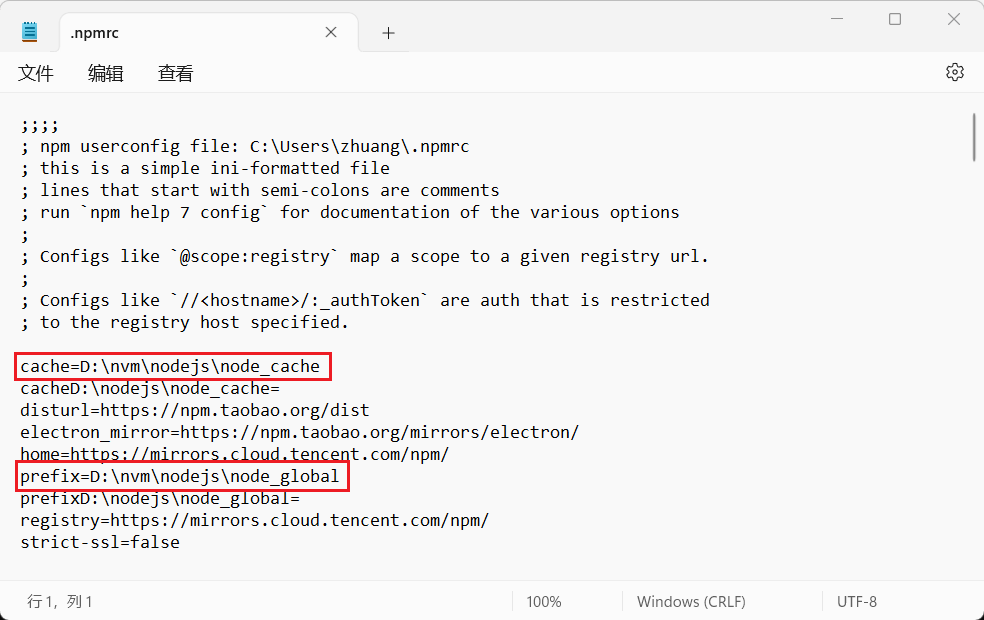 .npmrc
文件 编辑 查看
;;;;
; npm userconfig file: C:\Users\zhuang\.npmrc
; this is a simple ini-formatted file
; lines that start with semi-colons are comments
; run `npm help 7 config` for documentation of the various options
;
; Configs like `@scope:registry` map a scope to a given registry url.
;
; Configs like `//<hostname>/:_authToken` are auth that is restricted
; to the registry host specified.
cache=D:\nvm\nodejs\node_cache
cacheD:\nodejs\node_cache=
disturl=https://npm.taobao.org/dist
electron_mirror=https://npm.taobao.org/mirrors/electron/
home=https://mirrors.cloud.tencent.com/npm/
prefix=D:\nvm\nodejs\node_global
prefixD:\nodejs\node_global=
registry=https://mirrors.cloud.tencent.com/npm/
strict-ssl=false
行 1，列 1 100% Windows (CRLF) UTF-8